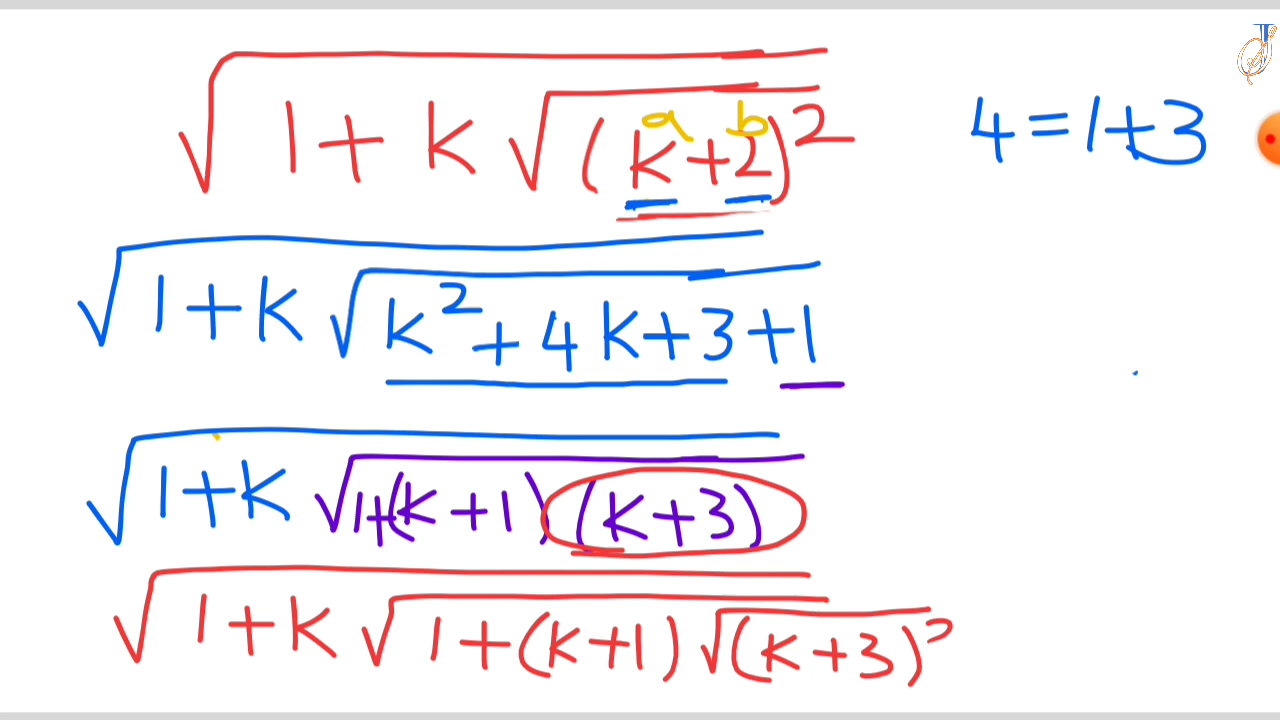 √(1+k√((k+2)²))
a b
4=1+3
√(1+k√(k²+4k+3+1))
√(1+k√(1+(k+1)(k+3)))
√(1+k√(1+(k+1)√((k+3)²)))